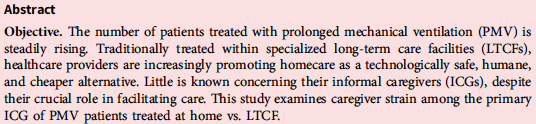 Abstract
Objective. The number of patients treated with prolonged mechanical ventilation (PMV) is
steadily rising. Traditionally treated within specialized long-term care facilities (LTCFs),
healthcare providers are increasingly promoting homecare as a technologically safe, humane,
and cheaper alternative. Little is known concerning their informal caregivers (ICGs), despite
their crucial role in facilitating care. This study examines caregiver strain among the primary
ICG of PMV patients treated at home vs. LTCF.